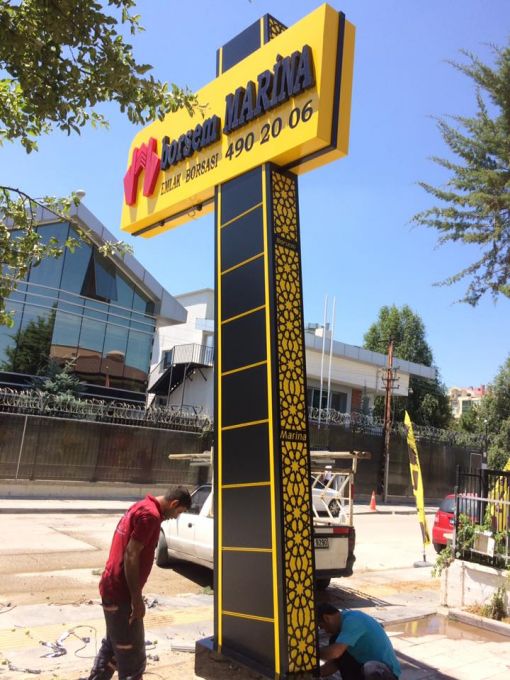 borsem MARİNA
EMLAK BORSASI 490 20 06
Marina